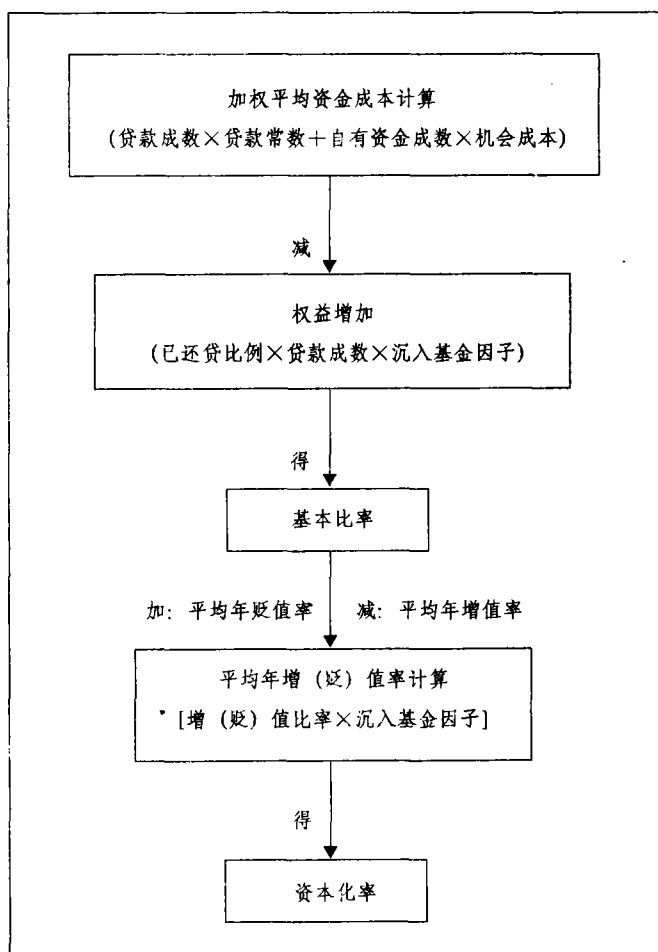 加权平均资金成本计算
(贷款成数×贷款常数+自有资金成数×机会成本)
减
权益增加
(已还贷比例×贷款成数×沉入基金因子)
得
基本比率
加: 平均年贬值率 减: 平均年增值率
平均年增 (贬) 值率计算
[增 (贬) 值比率×沉入基金因子]
得
资本化率